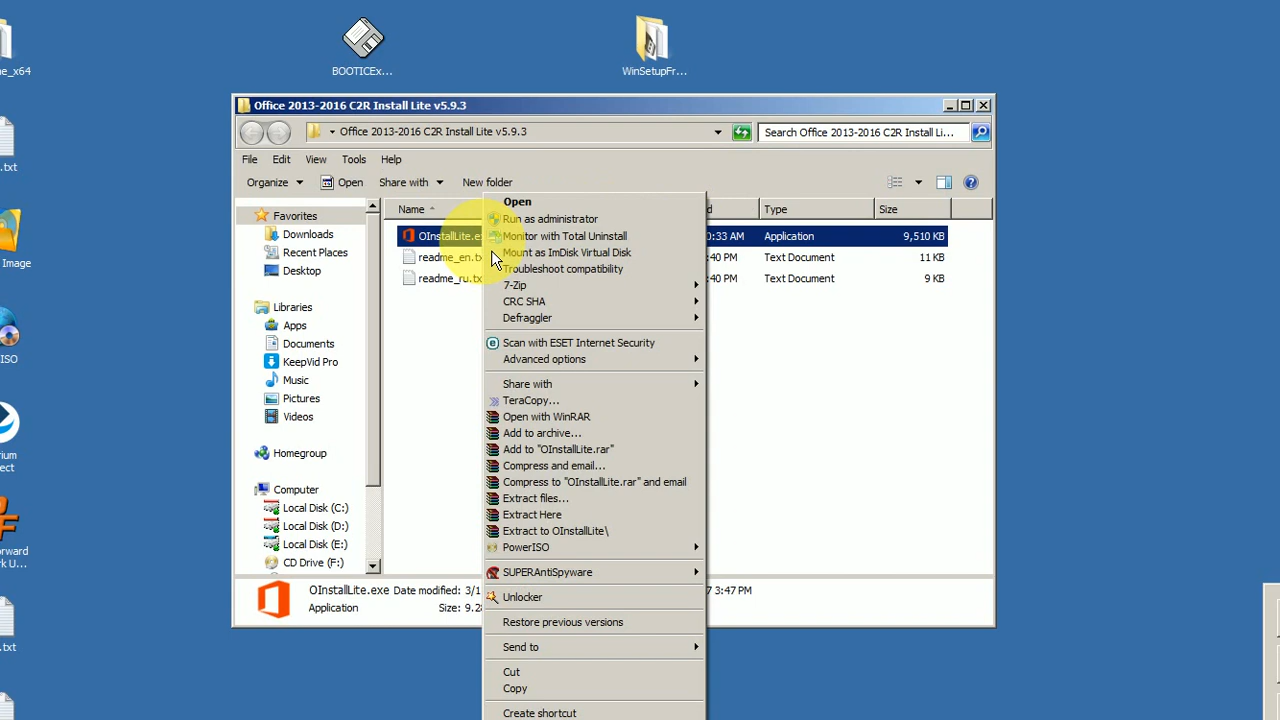 me_x64
BOOTICEx...
WinSetupFr...
.txt
Image
ISO
rium
ect
orward
rk U...
.txt
Office 2013-2016 C2R Install Lite v5.9.3
Office 2013-2016 C2R Install Lite v5.9.3
Search Office 2013-2016 C2R Install Li...
File Edit View Tools Help
Organize Open Share with New folder
Name d Type Size
Favorites
Downloads
Recent Places
Desktop
Libraries
Apps
Documents
KeepVid Pro
Music
Pictures
Videos
Homegroup
Computer
Local Disk (C:)
Local Disk (D:)
Local Disk (E:)
CD Drive (F:)
OInstallLite.ex 0:33 AM Application 9,510 KB
readme_en.tx :40 PM Text Document 11 KB
readme_ru.tx :40 PM Text Document 9 KB
Open
Run as administrator
Monitor with Total Uninstall
Mount as ImDisk Virtual Disk
Troubleshoot compatibility
7-Zip
CRC SHA
Defraggler
Scan with ESET Internet Security
Advanced options
Share with
TeraCopy...
Open with WinRAR
Add to archive...
Add to "OInstallLite.rar"
Compress and email...
Compress to "OInstallLite.rar" and email
Extract files...
Extract Here
Extract to OInstallLite\
PowerISO
SUPERAntiSpyware
Unlocker
Restore previous versions
Send to
Cut
Copy
Create shortcut
OInstallLite.exe Date modified: 3/1 7 3:47 PM
Application Size: 9.28